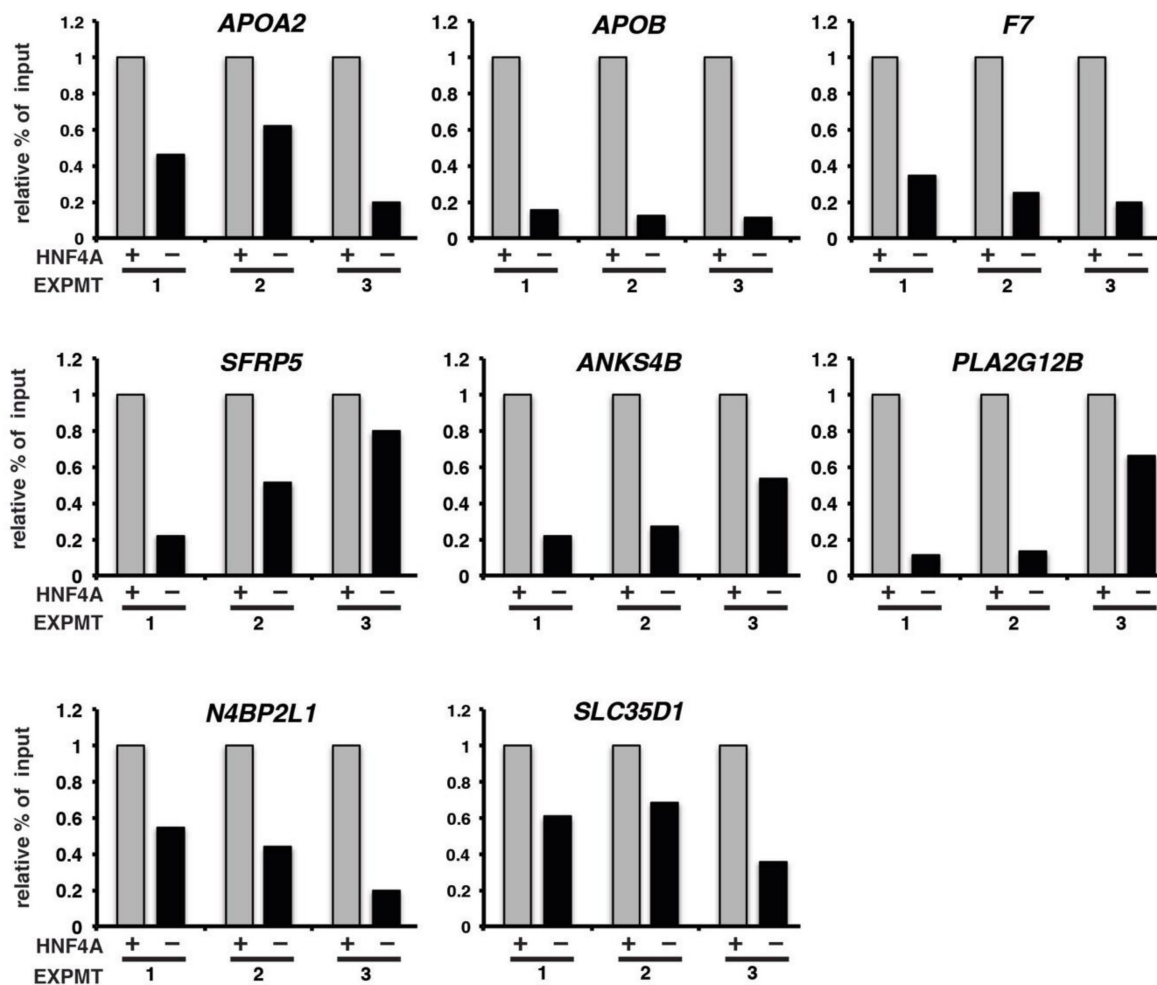 APOA2 APOB F7
relative % of input
1.2 1.2 1.2
1 1 1
0.8 0.8 0.8
0.6 0.6 0.6
0.4 0.4 0.4
0.2 0.2 0.2
0 0 0
HNF4A + − + − + − + − + − + − + − + − + −
EXPMT 1 2 3 1 2 3 1 2 3
SFRP5 ANKS4B PLA2G12B
relative % of input
1.2 1.2 1.2
1 1 1
0.8 0.8 0.8
0.6 0.6 0.6
0.4 0.4 0.4
0.2 0.2 0.2
0 0 0
HNF4A + − + − + − + − + − + − + − + − + −
EXPMT 1 2 3 1 2 3 1 2 3
N4BP2L1 SLC35D1
relative % of input
1.2 1.2
1 1
0.8 0.8
0.6 0.6
0.4 0.4
0.2 0.2
0 0
HNF4A + − + − + − + − + − + −
EXPMT 1 2 3 1 2 3